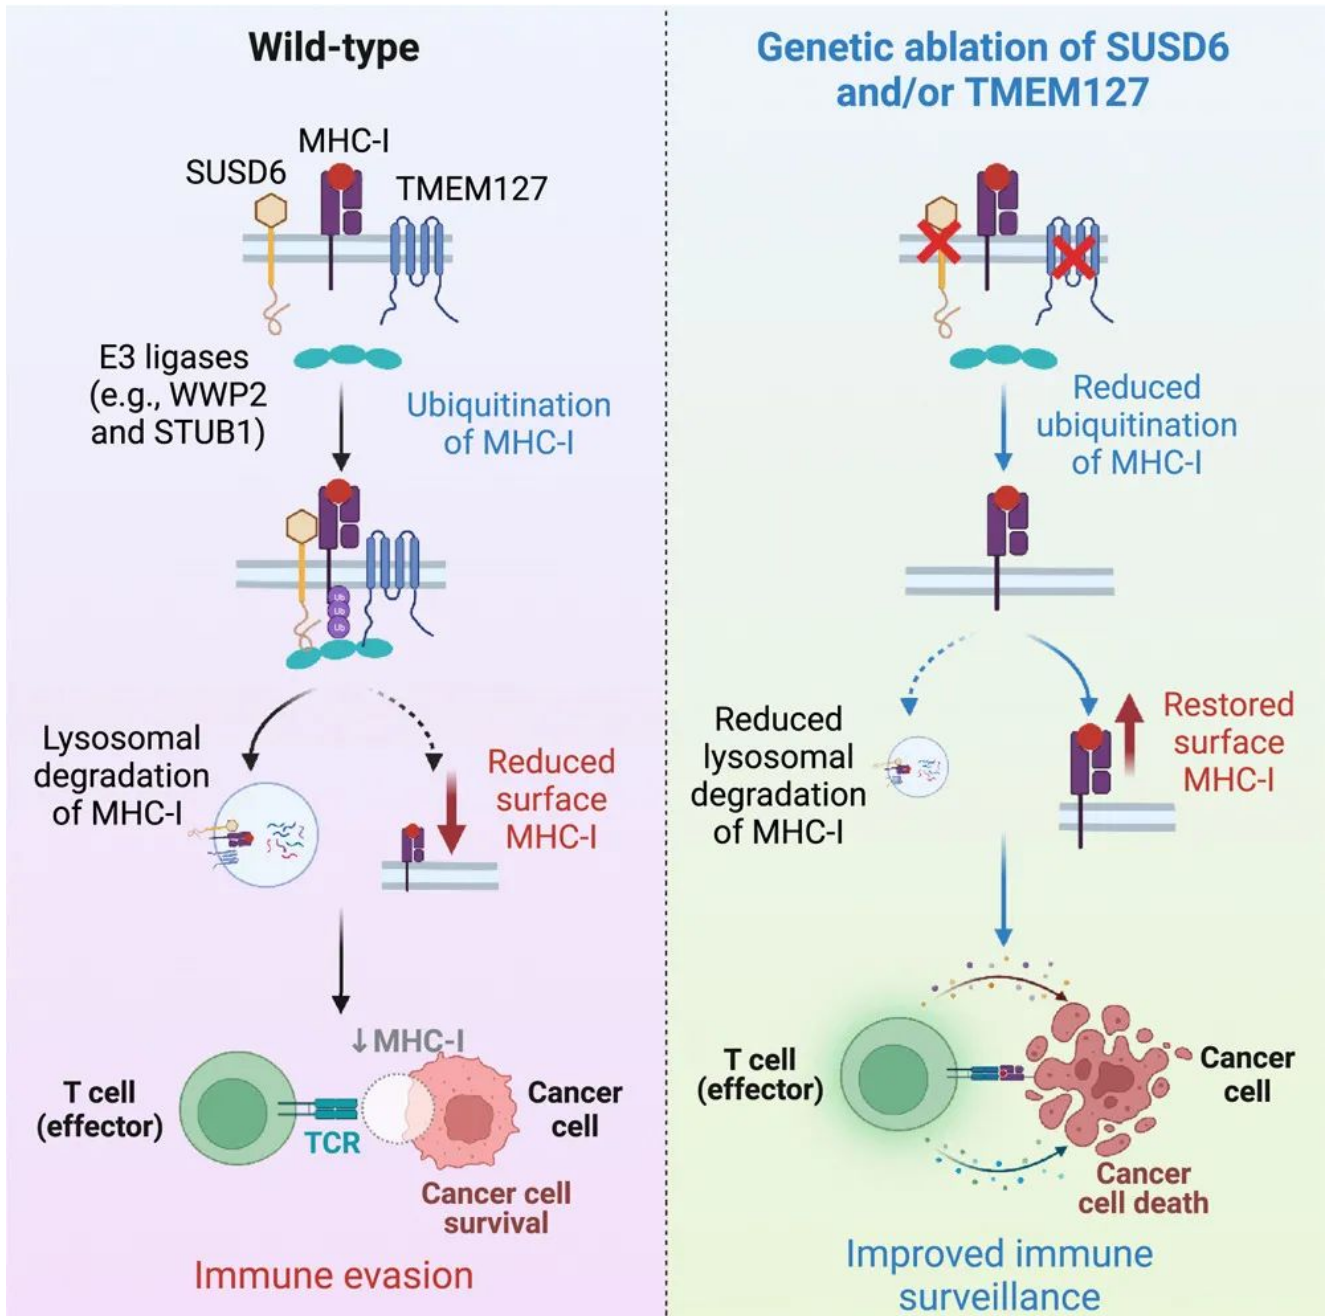 Wild-type
MHC-I
SUSD6
TMEM127
E3 ligases
(e.g., WWP2
and STUB1)
Ubiquitination
of MHC-I
Ub
Ub
Ub
Lysosomal
degradation
of MHC-I
Reduced
surface
MHC-I
↓MHC-I
T cell
(effector)
TCR
Cancer
cell
Cancer cell
survival
Immune evasion
Genetic ablation of SUSD6
and/or TMEM127
Reduced
ubiquitination
of MHC-I
Reduced
lysosomal
degradation
of MHC-I
Restored
surface
MHC-I
T cell
(effector)
Cancer
cell
Cancer
cell death
Improved immune
surveillance